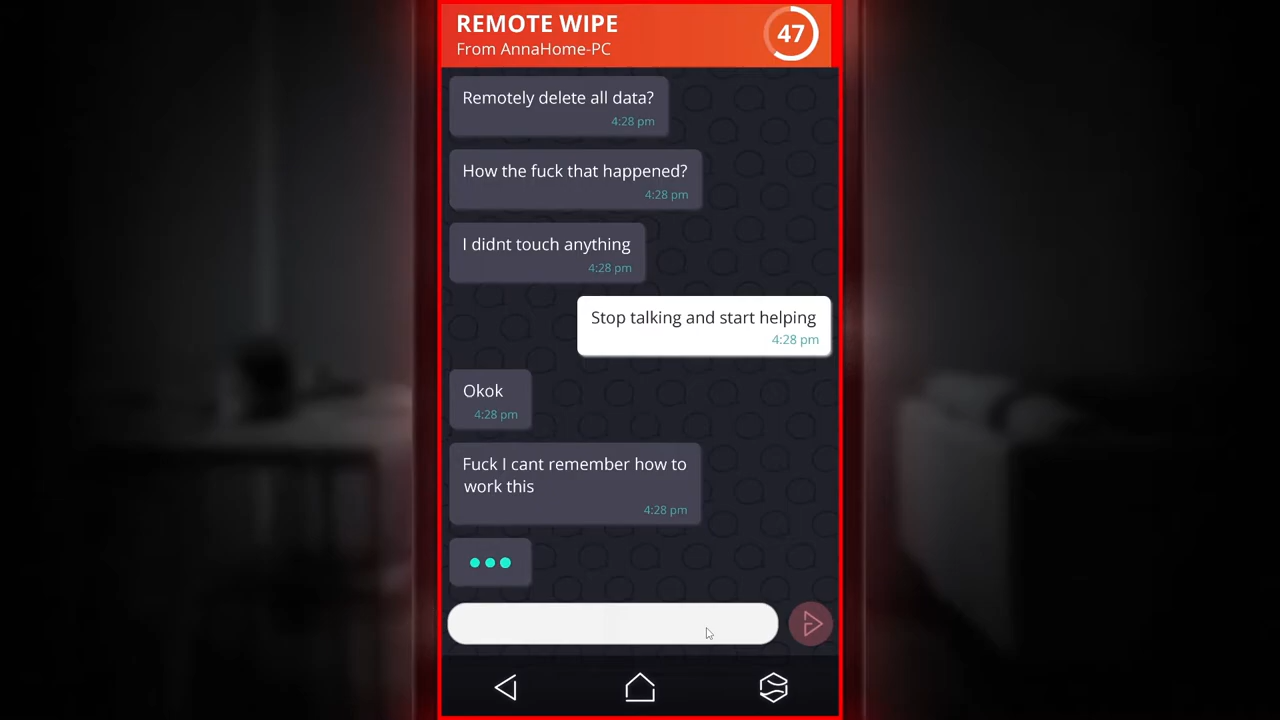 REMOTE WIPE
From AnnaHome-PC
47
Remotely delete all data?
4:28 pm
How the fuck that happened?
4:28 pm
I didnt touch anything
4:28 pm
Stop talking and start helping
4:28 pm
Okok
4:28 pm
Fuck I cant remember how to
work this
4:28 pm